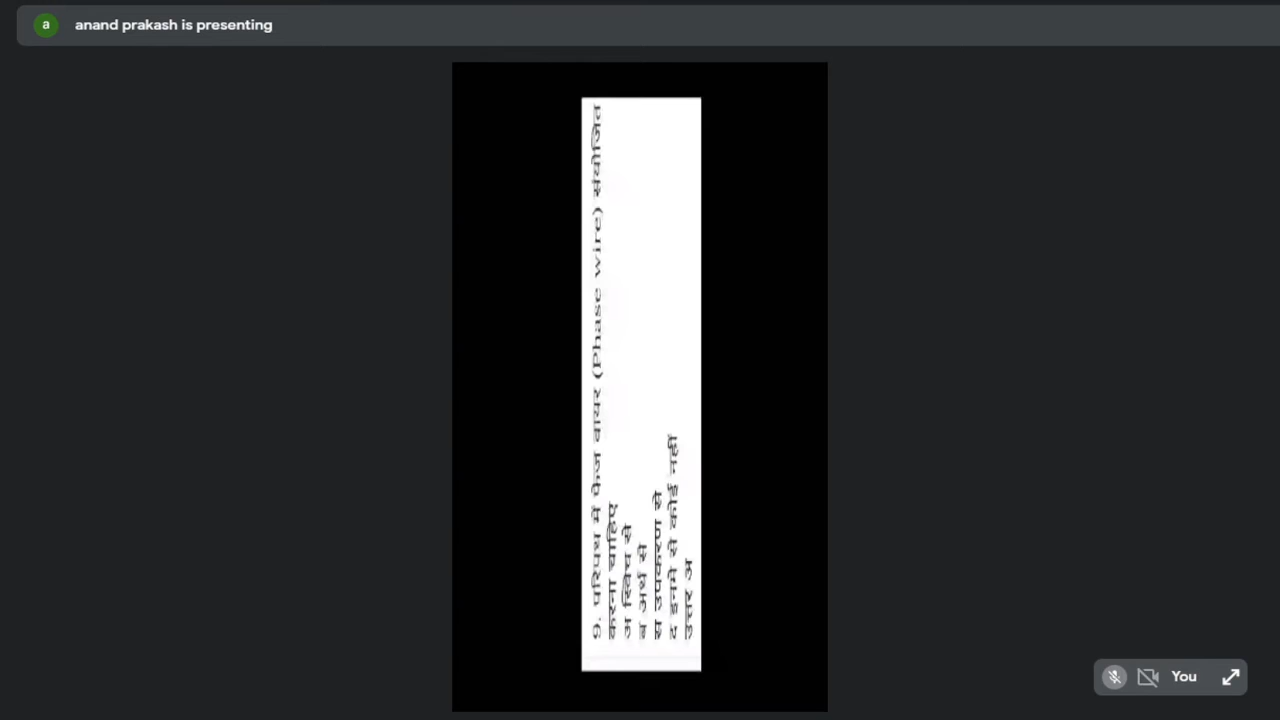 a anand prakash is presenting
9. परिपथ में फेज वायर (Phase wire) संयोजित
करना चाहिए
अ स्विच से
ब अर्थ से
स उपकरण से
द इनमे से कोई नहीं
उत्तर अ
You